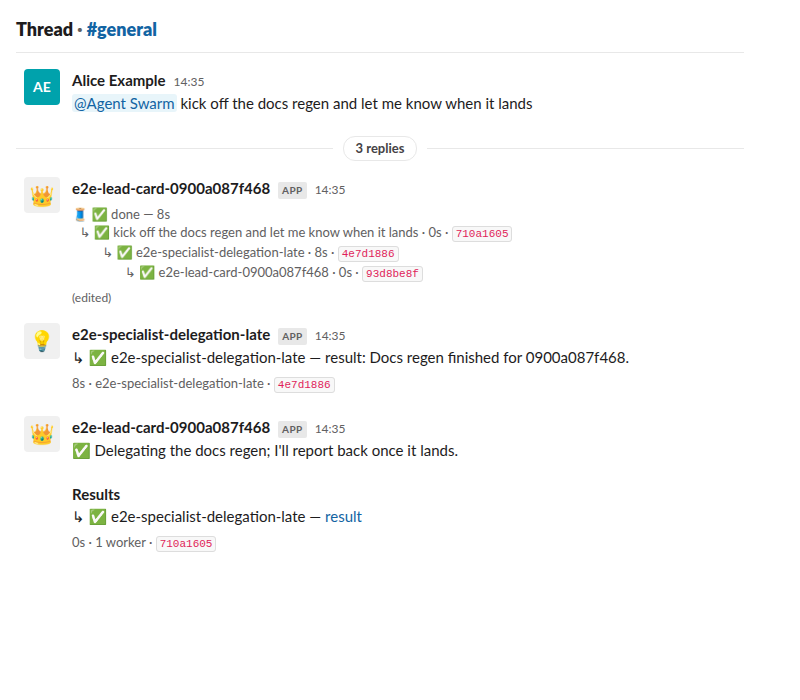 Thread • #general
AE
Alice Example 14:35
@Agent Swarm kick off the docs regen and let me know when it lands
3 replies
e2e-lead-card-0900a087f468 APP 14:35
🧵 ✅ done — 8s
↳ ✅ kick off the docs regen and let me know when it lands · 0s · 710a1605
↳ ✅ e2e-specialist-delegation-late · 8s · 4e7d1886
↳ ✅ e2e-lead-card-0900a087f468 · 0s · 93d8be8f
(edited)
e2e-specialist-delegation-late APP 14:35
↳ ✅ e2e-specialist-delegation-late — result: Docs regen finished for 0900a087f468.
8s · e2e-specialist-delegation-late · 4e7d1886
e2e-lead-card-0900a087f468 APP 14:35
✅ Delegating the docs regen; I'll report back once it lands.
Results
↳ ✅ e2e-specialist-delegation-late — result
0s · 1 worker · 710a1605